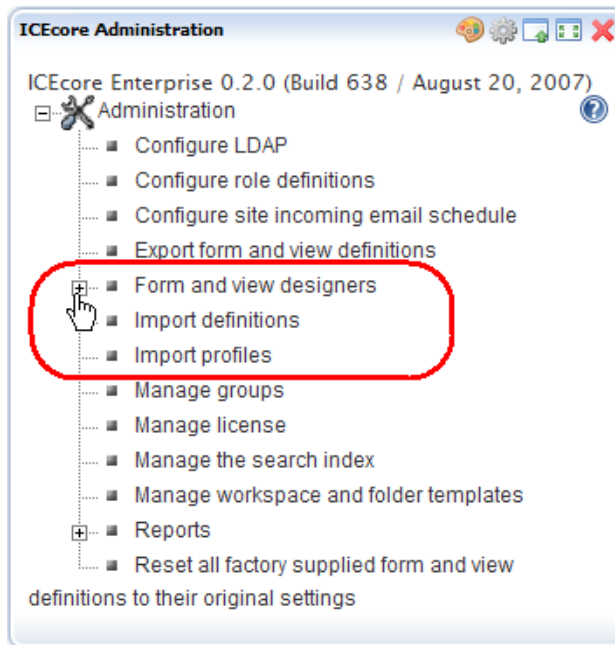 ICEcore Administration
ICEcore Enterprise 0.2.0 (Build 638 / August 20, 2007)
Administration
Configure LDAP
Configure role definitions
Configure site incoming email schedule
Export form and view definitions
Form and view designers
Import definitions
Import profiles
Manage groups
Manage license
Manage the search index
Manage workspace and folder templates
Reports
Reset all factory supplied form and view
definitions to their original settings